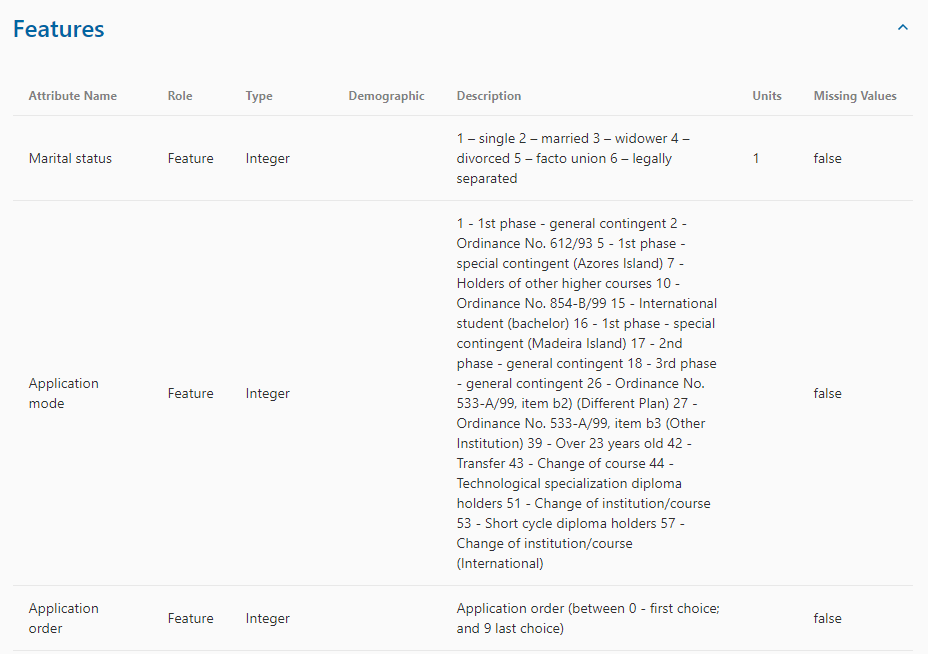 Features
Attribute Name Role Type Demographic Description Units Missing Values
1 – single 2 – married 3 – widower 4 –
Marital status Feature Integer divorced 5 – facto union 6 – legally 1 false
separated
1 - 1st phase - general contingent 2 -
Ordinance No. 612/93 5 - 1st phase -
special contingent (Azores Island) 7 -
Holders of other higher courses 10 -
Ordinance No. 854-B/99 15 - International
student (bachelor) 16 - 1st phase - special
contingent (Madeira Island) 17 - 2nd
phase - general contingent 18 - 3rd phase
Application
mode Feature Integer false
- general contingent 26 - Ordinance No.
533-A/99, item b2) (Different Plan) 27 -
Ordinance No. 533-A/99, item b3 (Other
Institution) 39 - Over 23 years old 42 -
Transfer 43 - Change of course 44 -
Technological specialization diploma
holders 51 - Change of institution/course
53 - Short cycle diploma holders 57 -
Change of institution/course
(International)
Application
order Feature Integer false
Application order (between 0 - first choice;
and 9 last choice)